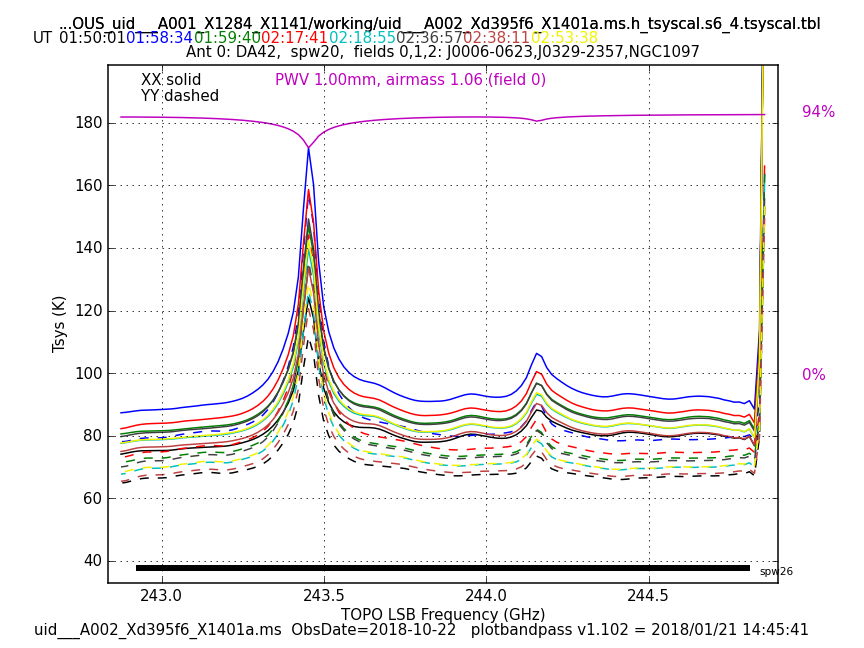 ...OUS_uid___A001_X1284_X1141/working/uid___A002_Xd395f6_X1401a.ms.h_tsyscal.s6_4.tsyscal.tbl
UT 01:50:01 01:58:34 01:59:40 02:17:41 02:18:55 02:36:57 02:38:11 02:53:38
Ant 0: DA42, spw20, fields 0,1,2: J0006-0623,J0329-2357,NGC1097
XX solid
YY dashed
PWV 1.00mm, airmass 1.06 (field 0)
94%
0%
180
160
140
120
100
80
60
40
Tsys (K)
spw26
243.0 243.5 244.0 244.5
TOPO LSB Frequency (GHz)
uid___A002_Xd395f6_X1401a.ms ObsDate=2018-10-22 plotbandpass v1.102 = 2018/01/21 14:45:41